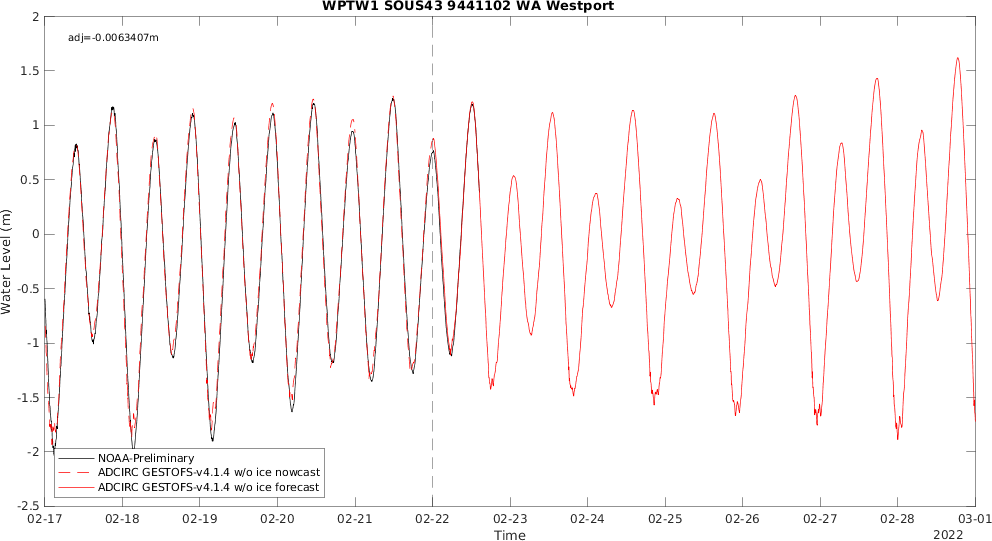 WPTW1 SOUS43 9441102 WA Westport
adj=-0.0063407m
2
1.5
1
0.5
0
-0.5
-1
-1.5
-2
-2.5
Water Level (m)
NOAA-Preliminary
ADCIRC GESTOFS-v4.1.4 w/o ice nowcast
ADCIRC GESTOFS-v4.1.4 w/o ice forecast
02-17 02-18 02-19 02-20 02-21 02-22 02-23 02-24 02-25 02-26 02-27 02-28 03-01
Time
2022